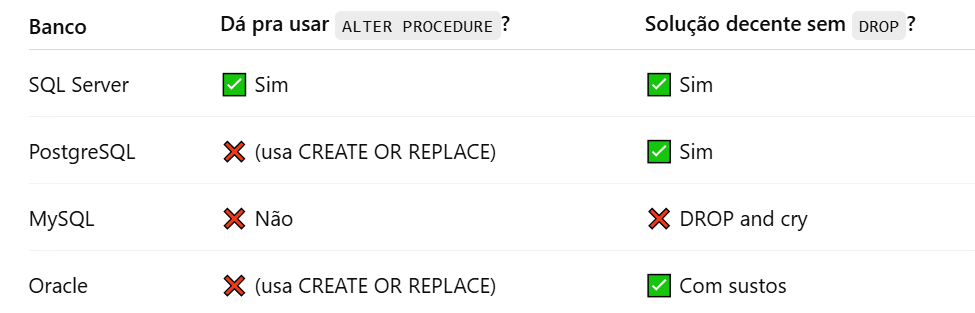 Banco Dá pra usar ALTER PROCEDURE? Solução decente sem DROP?
SQL Server ✅ Sim ✅ Sim
PostgreSQL ❌ (usa CREATE OR REPLACE) ✅ Sim
MySQL ❌ Não ❌ DROP and cry
Oracle ❌ (usa CREATE OR REPLACE) ✅ Com sustos